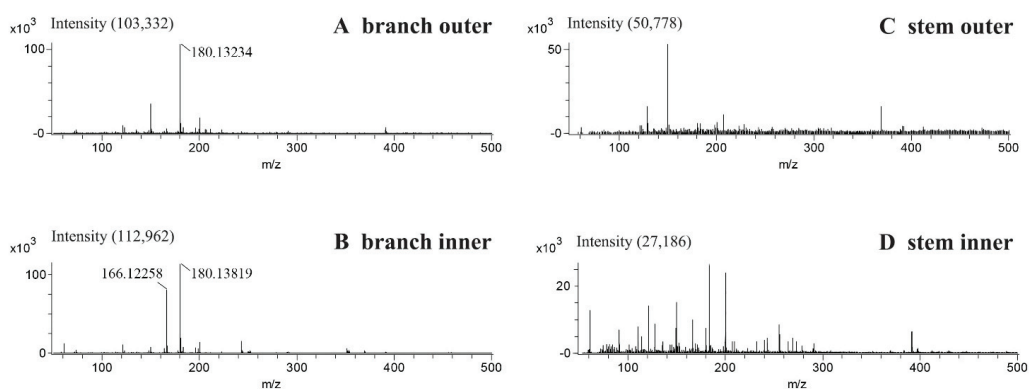 x10³ Intensity (103,332) A branch outer
100
180.13234
-0
100 200 300 400 500
m/z
x10³ Intensity (50,778) C stem outer
50
-0
100 200 300 400 500
m/z
x10³ Intensity (112,962) B branch inner
100
166.12258 180.13819
0
100 200 300 400 500
m/z
x10³ Intensity (27,186) D stem inner
20
-0
100 200 300 400 500
m/z